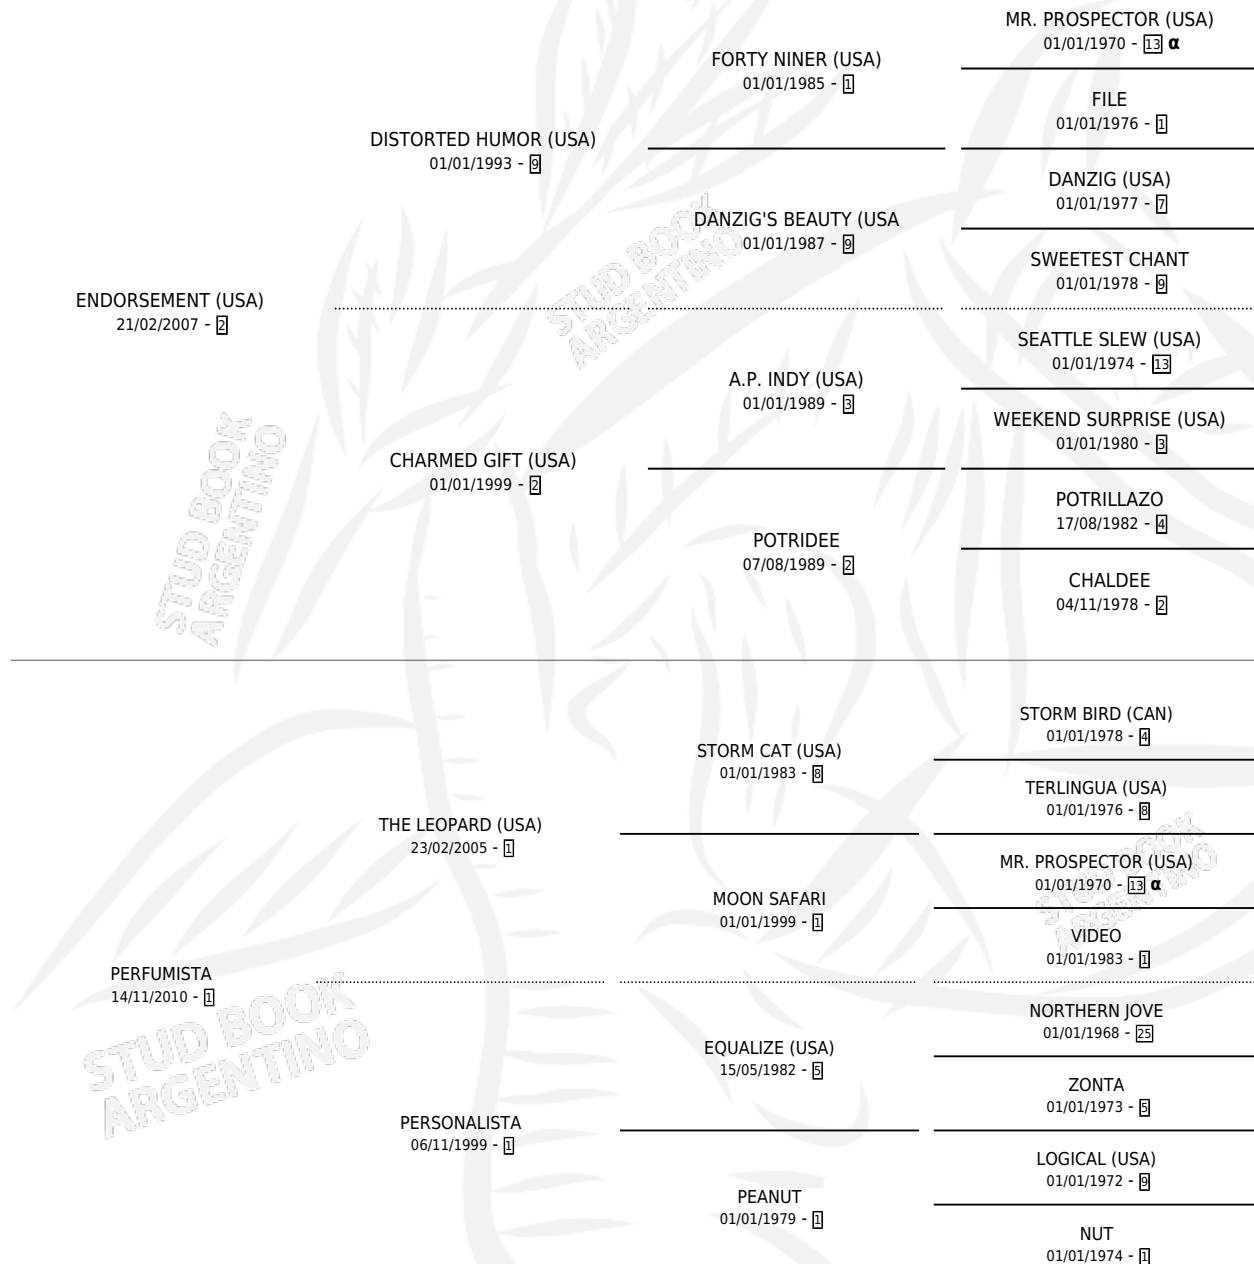 MR. PROSPECTOR (USA)
01/01/1970 - 13 α
FORTY NINER (USA)
01/01/1985 - 1
FILE
01/01/1976 - 1
DISTORTED HUMOR (USA)
01/01/1993 - 9
DANZIG (USA)
01/01/1977 - 7
DANZIG'S BEAUTY (USA
01/01/1987 - 9
SWEETEST CHANT
01/01/1978 - 9
ENDORSEMENT (USA)
21/02/2007 - 2
SEATTLE SLEW (USA)
01/01/1974 - 13
A.P. INDY (USA)
01/01/1989 - 3
WEEKEND SURPRISE (USA)
01/01/1980 - 3
CHARMED GIFT (USA)
01/01/1999 - 2
POTRILLAZO
17/08/1982 - 4
POTRIDEE
07/08/1989 - 2
CHALDEE
04/11/1978 - 2
STORM BIRD (CAN)
01/01/1978 - 4
STORM CAT (USA)
01/01/1983 - 8
TERLINGUA (USA)
01/01/1976 - 8
THE LEOPARD (USA)
23/02/2005 - 1
MR. PROSPECTOR (USA)
01/01/1970 - 13 α
MOON SAFARI
01/01/1999 - 1
VIDEO
01/01/1983 - 1
PERFUMISTA
14/11/2010 - 1
NORTHERN JOVE
01/01/1968 - 25
EQUALIZE (USA)
15/05/1982 - 5
ZONTA
01/01/1973 - 5
PERSONALISTA
06/11/1999 - 1
LOGICAL (USA)
01/01/1972 - 9
PEANUT
01/01/1979 - 1
NUT
01/01/1974 - 1
STUD BOOK
ARGENTINO
STUD BOOK
ARGENTINO
STUD BOOK
ARGENTINO
STUD BOOK
ARGENTINO